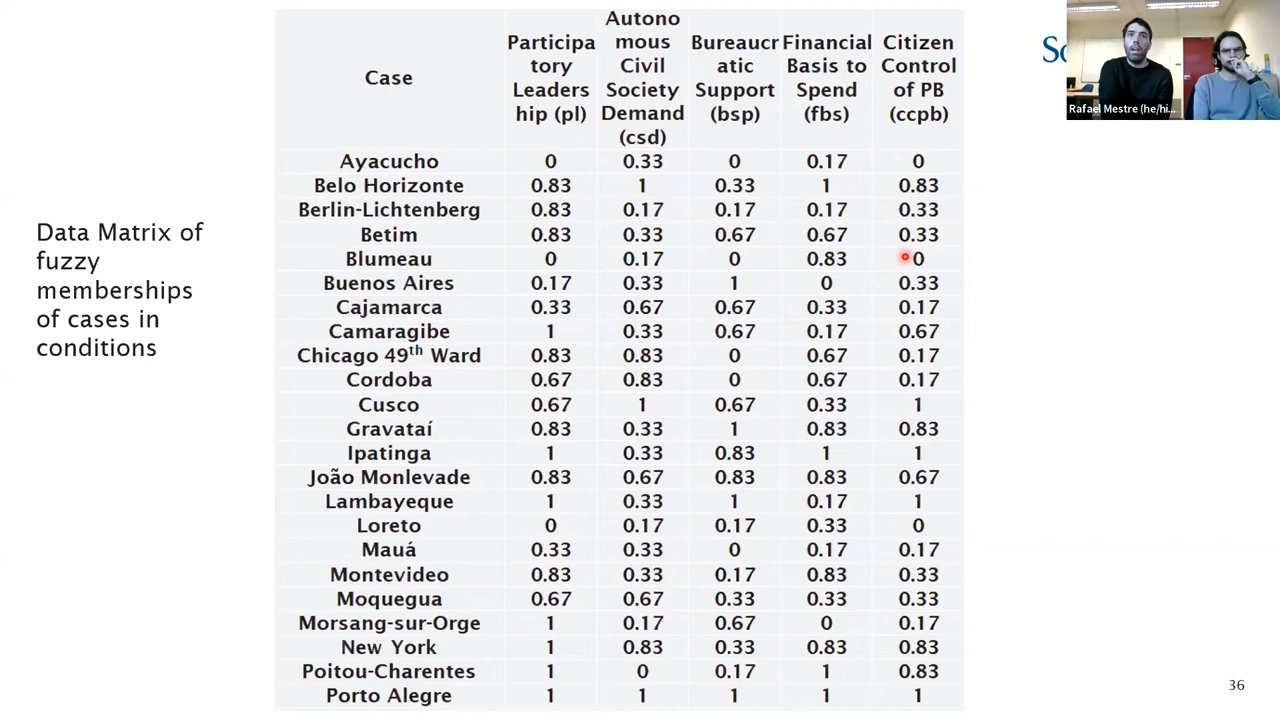 Data Matrix of
fuzzy
memberships
of cases in
conditions
Case
Participa
tory
Leaders
hip (pl)
Autono
mous
Civil
Society
Demand
(csd)
Bureaucr
atic
Support
(bsp)
Financial
Basis to
Spend
(fbs)
Citizen
Control
of PB
(ccpb)
Ayacucho 0 0.33 0 0.17 0
Belo Horizonte 0.83 1 0.33 1 0.83
Berlin-Lichtenberg 0.83 0.17 0.17 0.17 0.33
Betim 0.83 0.33 0.67 0.67 0.33
Blumeau 0 0.17 0 0.83 0
Buenos Aires 0.17 0.33 1 0 0.33
Cajamarca 0.33 0.67 0.67 0.33 0.17
Camaragibe 1 0.33 0.67 0.17 0.67
Chicago 49th Ward 0.83 0.83 0 0.67 0.17
Cordoba 0.67 0.83 0 0.67 0.17
Cusco 0.67 1 0.67 0.33 1
Gravataí 0.83 0.33 1 0.83 0.83
Ipatinga 1 0.33 0.83 1 1
João Monlevade 0.83 0.67 0.83 0.83 0.67
Lambayeque 1 0.33 1 0.17 1
Loreto 0 0.17 0.17 0.33 0
Mauá 0.33 0.33 0 0.17 0.17
Montevideo 0.83 0.33 0.17 0.83 0.33
Moquegua 0.67 0.67 0.33 0.33 0.33
Morsang-sur-Orge 1 0.17 0.67 0 0.17
New York 1 0.83 0.33 0.83 0.83
Poitou-Charentes 1 0 0.17 1 0.83
Porto Alegre 1 1 1 1 1
Rafael Mestre (he/hi...
36